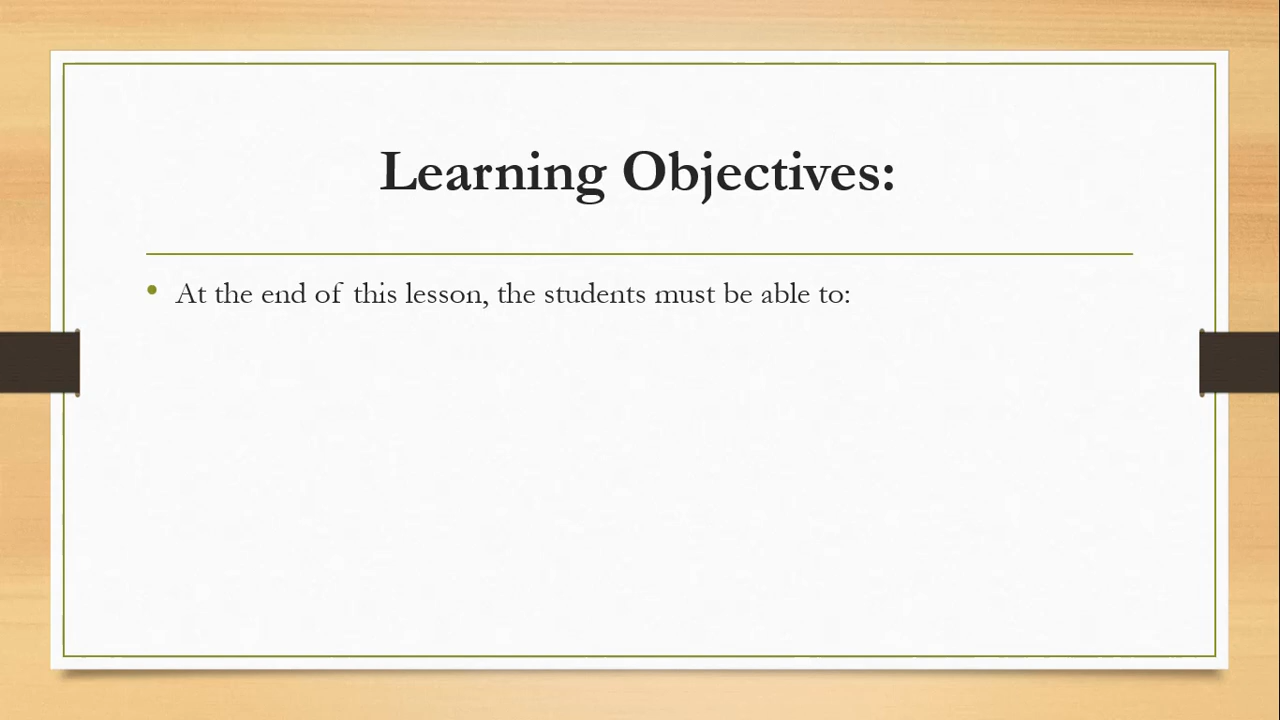 Learning Objectives:
• At the end of this lesson, the students must be able to: